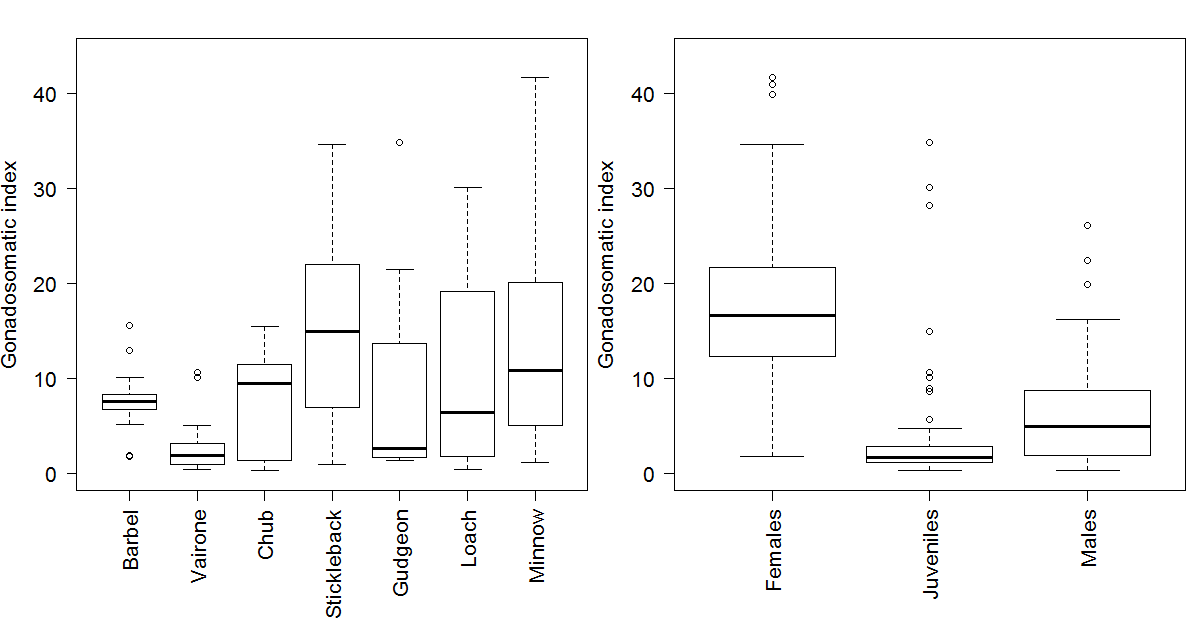 Gonadosomatic index
40
30
20
10
0
Barbel
Vairone
Chub
Stickleback
Gudgeon
Loach
Minnow
Gonadosomatic index
40
30
20
10
0
Females
Juveniles
Males